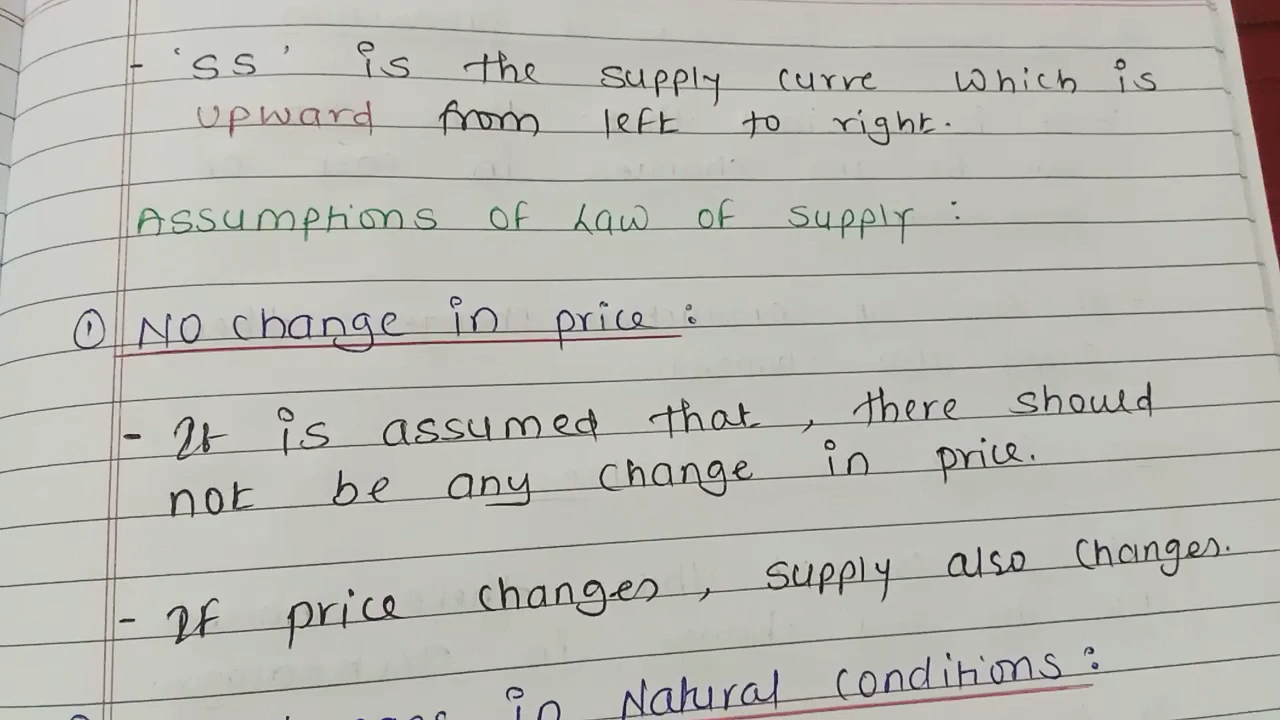 - 'SS' is the supply curve which is
upward from left to right.
Assumptions of Law of supply :
① No change in price :
- It is assumed that, there should
not be any change in price.
- If price changes, supply also changes.
in Natural conditions :